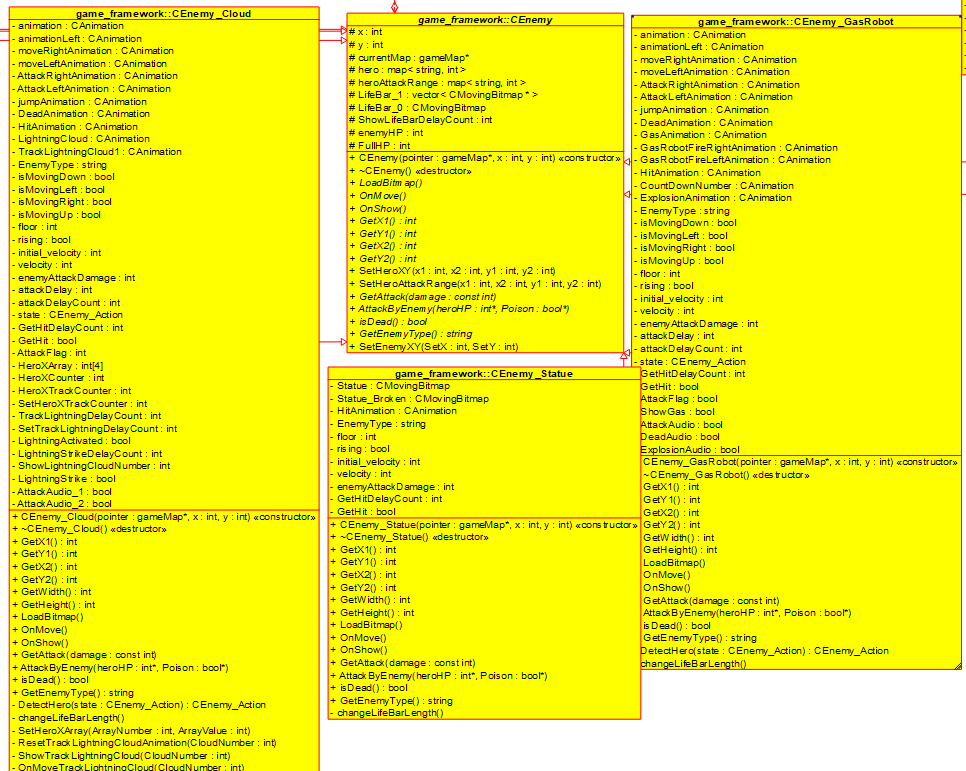 game_framework::CEnemy_Cloud
- animation : CAnimation
- animationLeft : CAnimation
- moveRightAnimation : CAnimation
- moveLeftAnimation : CAnimation
- AttackRightAnimation : CAnimation
- AttackLeftAnimation : CAnimation
- jumpAnimation : CAnimation
- DeadAnimation : CAnimation
- HitAnimation : CAnimation
- LightningCloud : CAnimation
- TrackLightningCloud1 : CAnimation
- EnemyType : string
- isMovingDown : bool
- isMovingLeft : bool
- isMovingRight : bool
- isMovingUp : bool
- floor : int
- rising : bool
- initial_velocity : int
- velocity : int
- enemyAttackDamage : int
- attackDelay : int
- attackDelayCount : int
- state : CEnemy_Action
- GetHitDelayCount : int
- GetHit : bool
- AttackFlag : int
- HeroXArray : int[4]
- HeroXCounter : int
- HeroXTrackCounter : int
- SetHeroXTrackCounter : int
- TrackLightningDelayCount : int
- SetTrackLightningDelayCount : int
- LightningActivated : bool
- LightningStrikeDelayCount : int
- ShowLightningCloudNumber : int
- LightningStrike : bool
- AttackAudio_1 : bool
- AttackAudio_2 : bool
+ CEnemy_Cloud(pointer : gameMap*, x : int, y : int) «constructor»
+ ~CEnemy_Cloud() «destructor»
+ GetX1() : int
+ GetY1() : int
+ GetX2() : int
+ GetY2() : int
+ GetWidth() : int
+ GetHeight() : int
+ LoadBitmap()
+ OnMove()
+ OnShow()
+ GetAttack(damage : const int)
+ AttackByEnemy(heroHP : int*, Poison : bool*)
+ isDead() : bool
+ GetEnemyType() : string
- DetectHero(state : CEnemy_Action) : CEnemy_Action
- changeLifeBarLength()
- SetHeroXArray(ArrayNumber : int, ArrayValue : int)
- ResetTrackLightningCloudAnimation(CloudNumber : int)
- ShowTrackLightningCloud(CloudNumber : int)
- OnMoveTrackLightningCloud(CloudNumber : int)
game_framework::CEnemy
# x : int
# y : int
# currentMap : gameMap*
# hero : map< string, int >
# heroAttackRange : map< string, int >
# LifeBar_1 : vector< CMovingBitmap * >
# LifeBar_0 : CMovingBitmap
# ShowLifeBarDelayCount : int
# enemyHP : int
# FullHP : int
+ CEnemy(pointer : gameMap*, x : int, y : int) «constructor»
+ ~CEnemy() «destructor»
+ LoadBitmap()
+ OnMove()
+ OnShow()
+ GetX1() : int
+ GetY1() : int
+ GetX2() : int
+ GetY2() : int
+ SetHeroXY(x1 : int, x2 : int, y1 : int, y2 : int)
+ SetHeroAttackRange(x1 : int, x2 : int, y1 : int, y2 : int)
+ GetAttack(damage : const int)
+ AttackByEnemy(heroHP : int*, Poison : bool*)
+ isDead() : bool
+ GetEnemyType() : string
+ SetEnemyXY(SetX : int, SetY : int)
game_framework::CEnemy_Statue
- Statue : CMovingBitmap
- Statue_Broken : CMovingBitmap
- HitAnimation : CAnimation
- EnemyType : string
- floor : int
- rising : bool
- initial_velocity : int
- velocity : int
- enemyAttackDamage : int
- GetHitDelayCount : int
- GetHit : bool
+ CEnemy_Statue(pointer : gameMap*, x : int, y : int) «constructor»
+ ~CEnemy_Statue() «destructor»
+ GetX1() : int
+ GetY1() : int
+ GetX2() : int
+ GetY2() : int
+ GetWidth() : int
+ GetHeight() : int
+ LoadBitmap()
+ OnMove()
+ OnShow()
+ GetAttack(damage : const int)
+ AttackByEnemy(heroHP : int*, Poison : bool*)
+ isDead() : bool
+ GetEnemyType() : string
- changeLifeBarLength()
game_framework::CEnemy_GasRobot
- animation : CAnimation
- animationLeft : CAnimation
- moveRightAnimation : CAnimation
- moveLeftAnimation : CAnimation
- AttackRightAnimation : CAnimation
- AttackLeftAnimation : CAnimation
- jumpAnimation : CAnimation
- DeadAnimation : CAnimation
- GasAnimation : CAnimation
- GasRobotFireRightAnimation : CAnimation
- GasRobotFireLeftAnimation : CAnimation
- HitAnimation : CAnimation
- CountDownNumber : CAnimation
- ExplosionAnimation : CAnimation
- EnemyType : string
- isMovingDown : bool
- isMovingLeft : bool
- isMovingRight : bool
- isMovingUp : bool
- floor : int
- rising : bool
- initial_velocity : int
- velocity : int
- enemyAttackDamage : int
- attackDelay : int
- attackDelayCount : int
- state : CEnemy_Action
GetHitDelayCount : int
GetHit : bool
AttackFlag : bool
ShowGas : bool
AttackAudio : bool
DeadAudio : bool
ExplosionAudio : bool
CEnemy_GasRobot(pointer : gameMap*, x : int, y : int) «constructor»
~CEnemy_GasRobot() «destructor»
GetX1() : int
GetY1() : int
GetX2() : int
GetY2() : int
GetWidth() : int
GetHeight() : int
LoadBitmap()
OnMove()
OnShow()
GetAttack(damage : const int)
AttackByEnemy(heroHP : int*, Poison : bool*)
isDead() : bool
GetEnemyType() : string
DetectHero(state : CEnemy_Action) : CEnemy_Action
changeLifeBarLength()